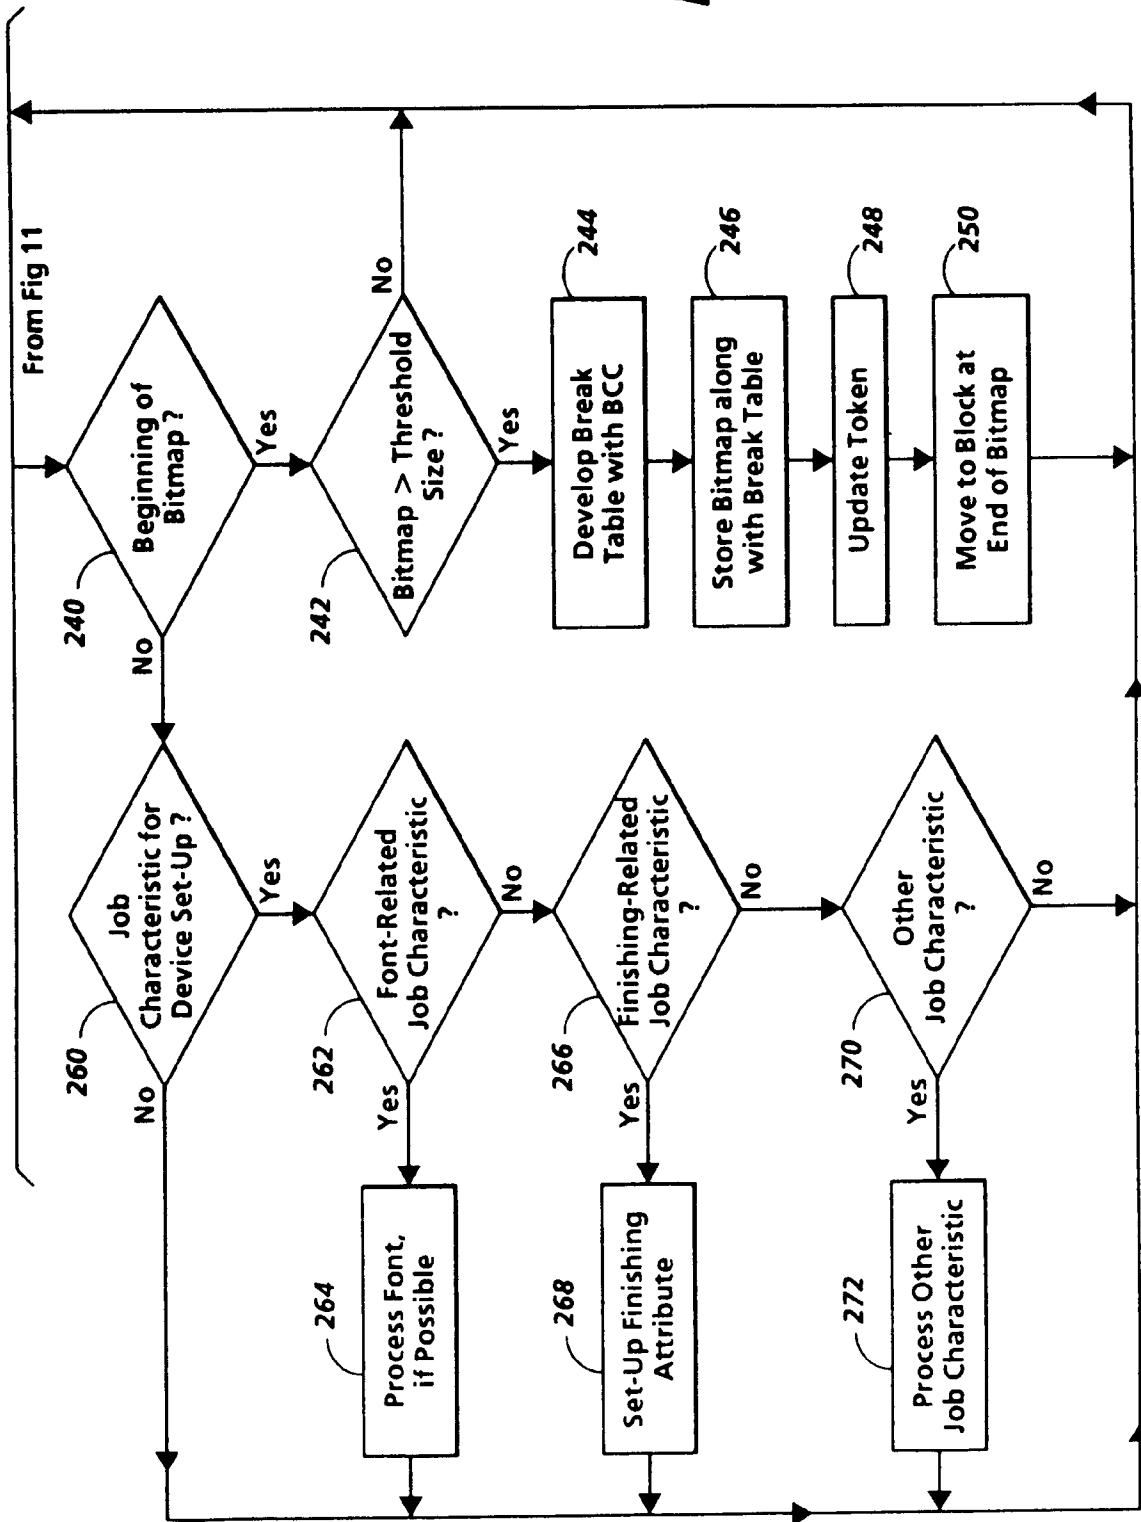 From Fig 11
240
Beginning of
Bitmap ?
No
Yes
242
Bitmap > Threshold
Size ?
No
Yes
244
Develop Break
Table with BCC
246
Store Bitmap along
with Break Table
248
Update Token
250
Move to Block at
End of Bitmap
260
Job
Characteristic for
Device Set-Up ?
No
Yes
262
Font-Related
Job Characteristic
?
Yes
No
264
Process Font,
if Possible
266
Finishing-Related
Job Characteristic
?
Yes
No
268
Set-Up Finishing
Attribute
270
Other
Job Characteristic
?
Yes
No
272
Process Other
Job Characteristic